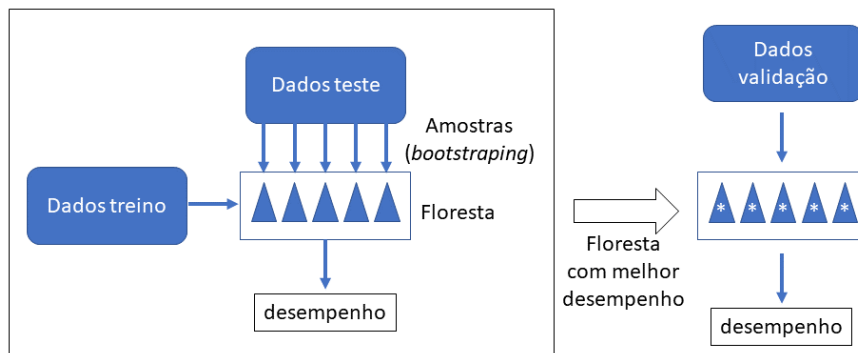 Dados teste
Amostras
(bootstraping)
Dados treino
Floresta
desempenho
Floresta
com melhor
desempenho
Dados
validação
* * * * *
desempenho